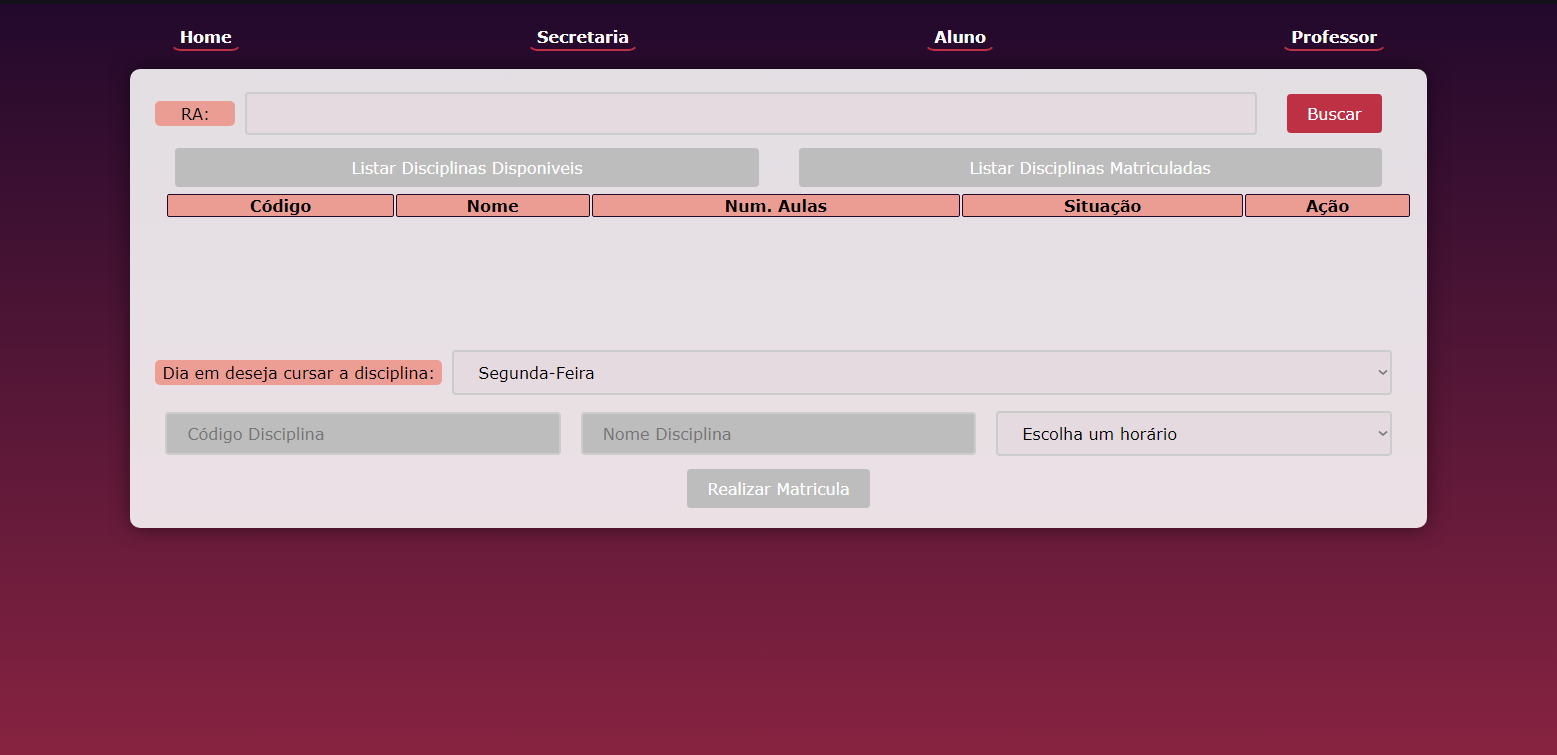 Home Secretaria Aluno Professor
RA: Buscar
Listar Disciplinas Disponiveis Listar Disciplinas Matriculadas
Código Nome Num. Aulas Situação Ação
Dia em deseja cursar a disciplina: Segunda-Feira
Código Disciplina Nome Disciplina Escolha um horário
Realizar Matricula